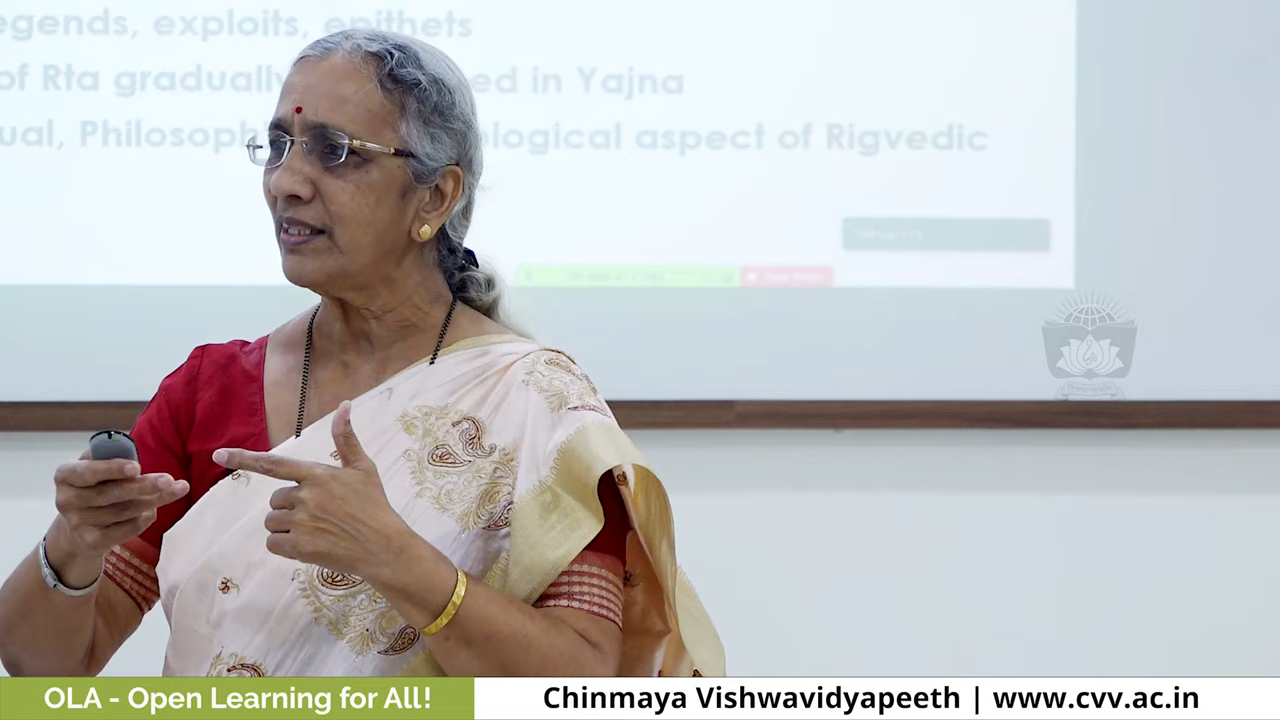 egends, exploits, epithets
of Rta gradually ed in Yajna
ual, Philosoph ological aspect of Rigvedic
OLA - Open Learning for All!
Chinmaya Vishwavidyapeeth | www.cvv.ac.in